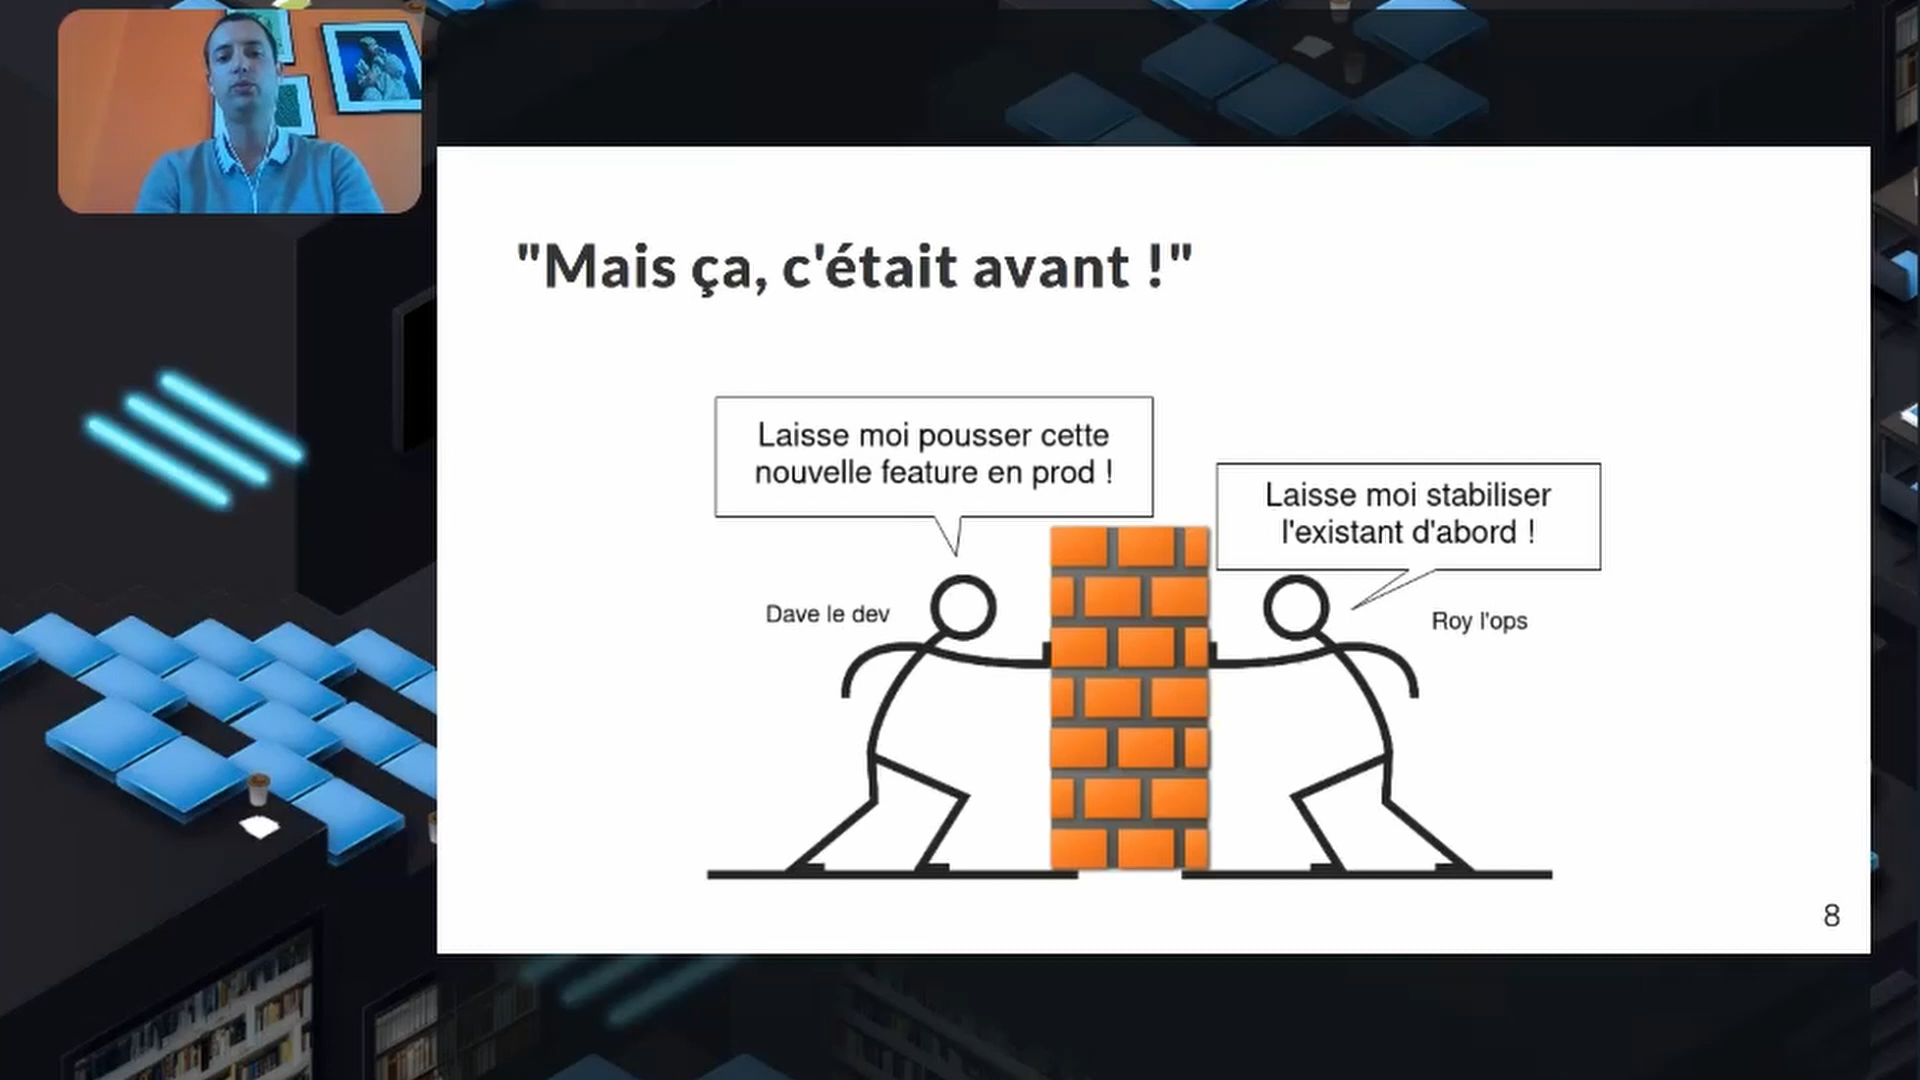 "Mais ça, c'était avant !"
Laisse moi pousser cette
nouvelle feature en prod !
Laisse moi stabiliser
l'existant d'abord !
Dave le dev
Roy l'ops
8